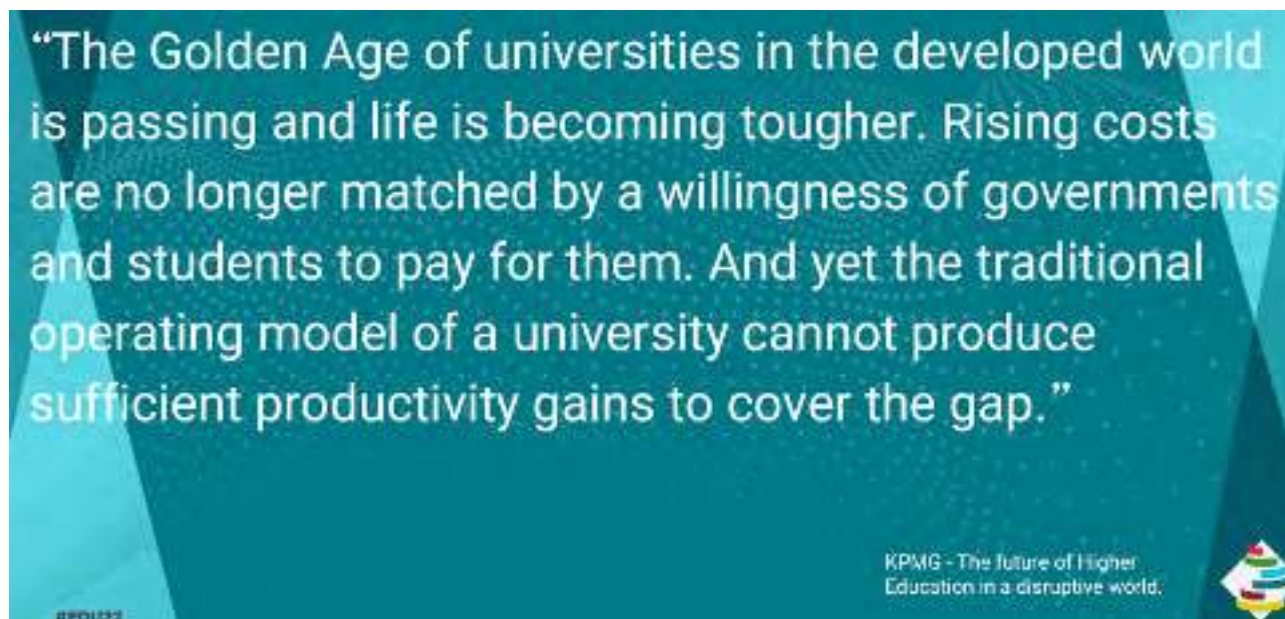 “The Golden Age of universities in the developed world
is passing and life is becoming tougher. Rising costs
are no longer matched by a willingness of governments
and students to pay for them. And yet the traditional
operating model of a university cannot produce
sufficient productivity gains to cover the gap.”
KPMG - The future of Higher
Education in a disruptive world.